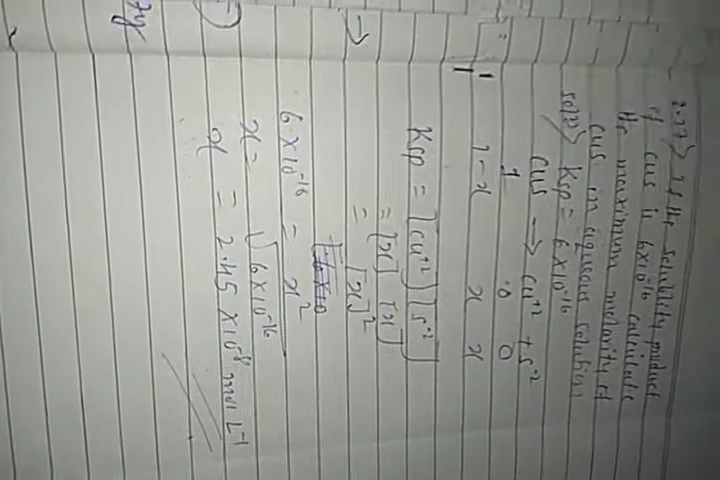 2.27> If the solubility product
of CuS is 6×10⁻¹⁶ calculate
the maximum molarity of
CuS in aqueous solution
Sol²⁷> Ksp = 6×10⁻¹⁶
CuS → Cu⁺² + S⁻²
1 0 0
1-x x x
Ksp = [Cu⁺²] [S⁻²]
= [x] [x]
= [x]²
6×10⁻¹⁶ = x²
x = √6×10⁻¹⁶
x = 2.45 × 10⁻⁸ mol L⁻¹